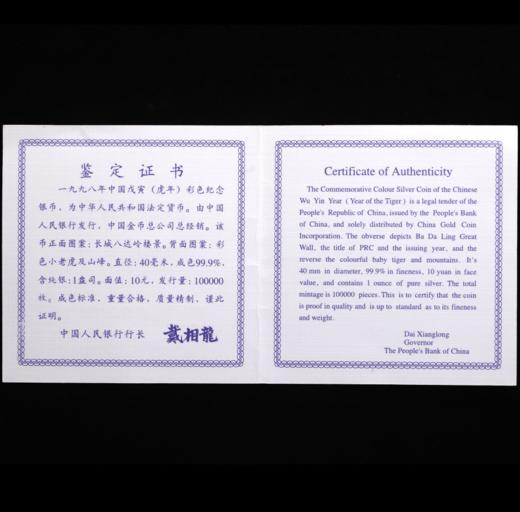 鉴定证书
一九九八年中国戊寅（虎年）彩色纪念
银币，为中华人民共和国法定货币。由中国
人民银行发行，中国金币总公司总经销。该
币正面图案：长城八达岭楼景。背面图案：彩
色小老虎及山峰。直径：40毫米，成色99.9%，
含纯银：1盎司。面值：10元，发行量：100000
枚。成色标准，重量合格，质量精制，谨此
证明。
中国人民银行行长 戴相龍
Certificate of Authenticity
The Commemorative Colour Silver Coin of the Chinese
Wu Yin Year ( Year of the Tiger ) is a legal tender of the
People's Republic of China, issued by the People's Bank
of China, and solely distributed by China Gold Coin
Incorporation. The obverse depicts Ba Da Ling Great
Wall, the title of PRC and the issuing year, and the
reverse the colourful baby tiger and mountains. It's
40 mm in diameter, 99.9% in fineness, 10 yuan in face
value, and contains 1 ounce of pure silver. The total
mintage is 100000 pieces. This is to certify that the coin
is proof in quality and is up to standard as to its fineness
and weight.
Dai Xianglong
Governor
The People's Bank of China